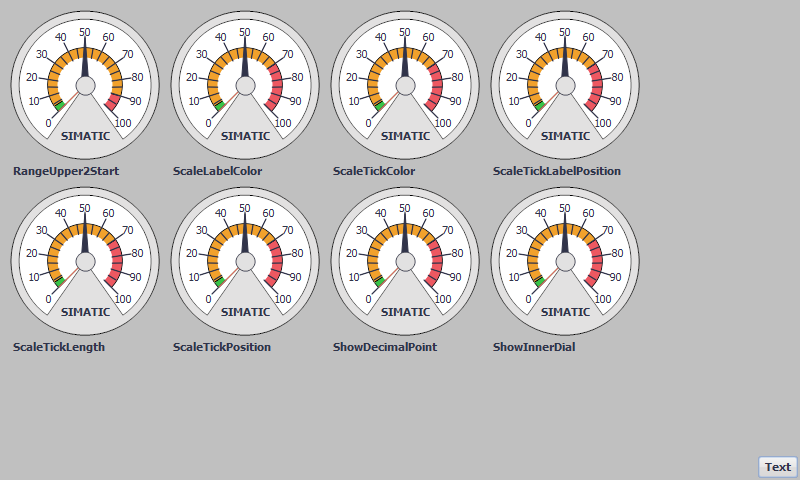 0 10 20 30 40 50 60 70 80 90 100
SIMATIC
RangeUpper2Start
0 10 20 30 40 50 60 70 80 90 100
SIMATIC
ScaleLabelColor
0 10 20 30 40 50 60 70 80 90 100
SIMATIC
ScaleTickColor
0 10 20 30 40 50 60 70 80 90 100
SIMATIC
ScaleTickLabelPosition
0 10 20 30 40 50 60 70 80 90 100
SIMATIC
ScaleTickLength
0 10 20 30 40 50 60 70 80 90 100
SIMATIC
ScaleTickPosition
0 10 20 30 40 50 60 70 80 90 100
SIMATIC
ShowDecimalPoint
0 10 20 30 40 50 60 70 80 90 100
SIMATIC
ShowInnerDial
Text